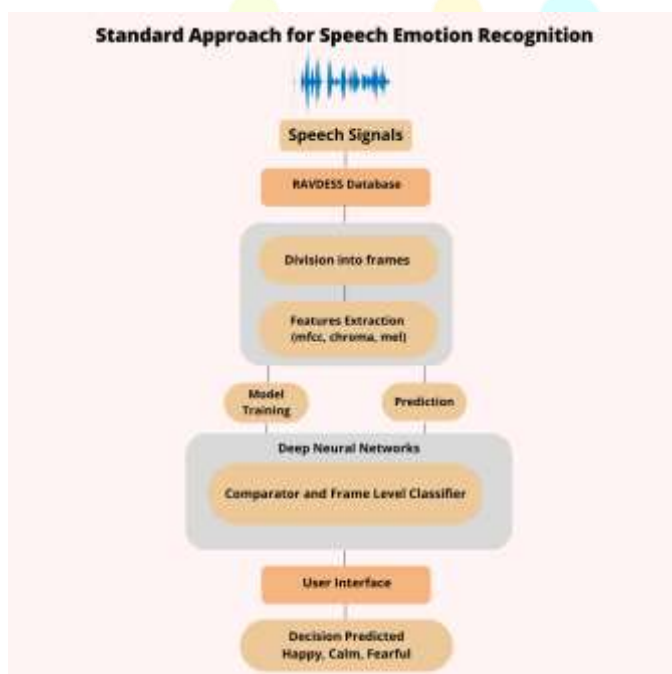 Standard Approach for Speech Emotion Recognition
Speech Signals
RAVDESS Database
Division into frames
Features Extraction
(mfcc, chroma, mel)
Model
Training
Prediction
Deep Neural Networks
Comparator and Frame Level Classifier
User Interface
Decision Predicted
Happy, Calm, Fearful